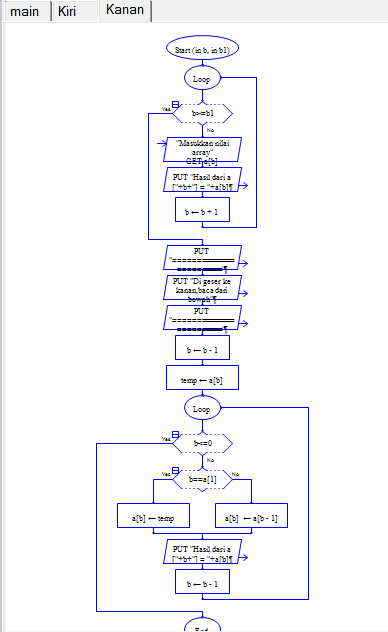 main
Kiri
Kanan
Start (in b, in b1)
Loop
Yes
b>=b1
No
"Masukkan nilai
array"
GET a[b]
PUT "Hasil dari a
["+b+"] = "+a[b]¶
b ← b + 1
PUT
"===============
===========¶
PUT "Di geser ke
kanan,baca dari
bawah"¶
PUT
"===============
===========¶
b ← b - 1
temp ← a[b]
Loop
Yes
b<=0
No
Yes
b==a[1]
No
a[b] ← temp
a[b] ← a[b - 1]
PUT "Hasil dari a
["+b+"] = "+a[b]¶
b ← b - 1
End